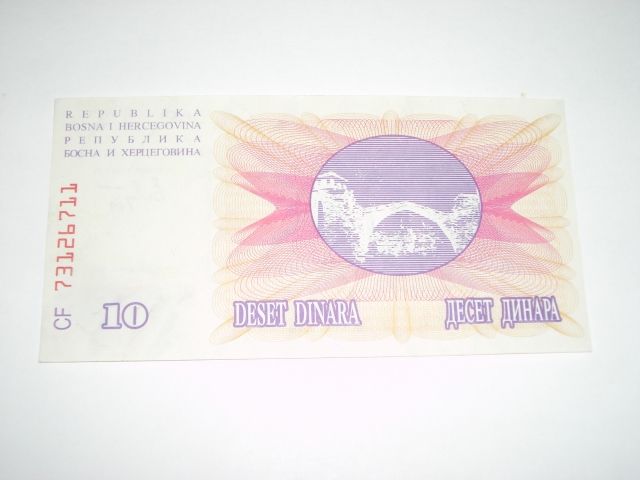 REPUBLIKA
BOSNA I HERCEGOVINA
РЕПУБЛИКА
БОСНА И ХЕРЦЕГОВИНА
CF 73126711
10
DESET DINARA
ДЕСЕТ ДИНАРА